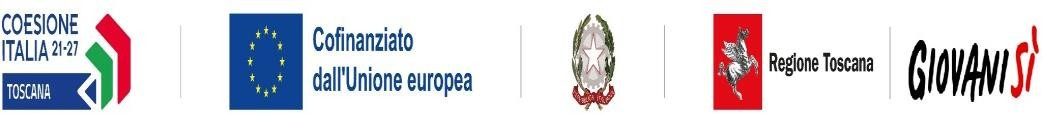 COESIONE
ITALIA 21-27
TOSCANA
Cofinanziato
dall'Unione europea
Regione Toscana
GIOVANISÌ